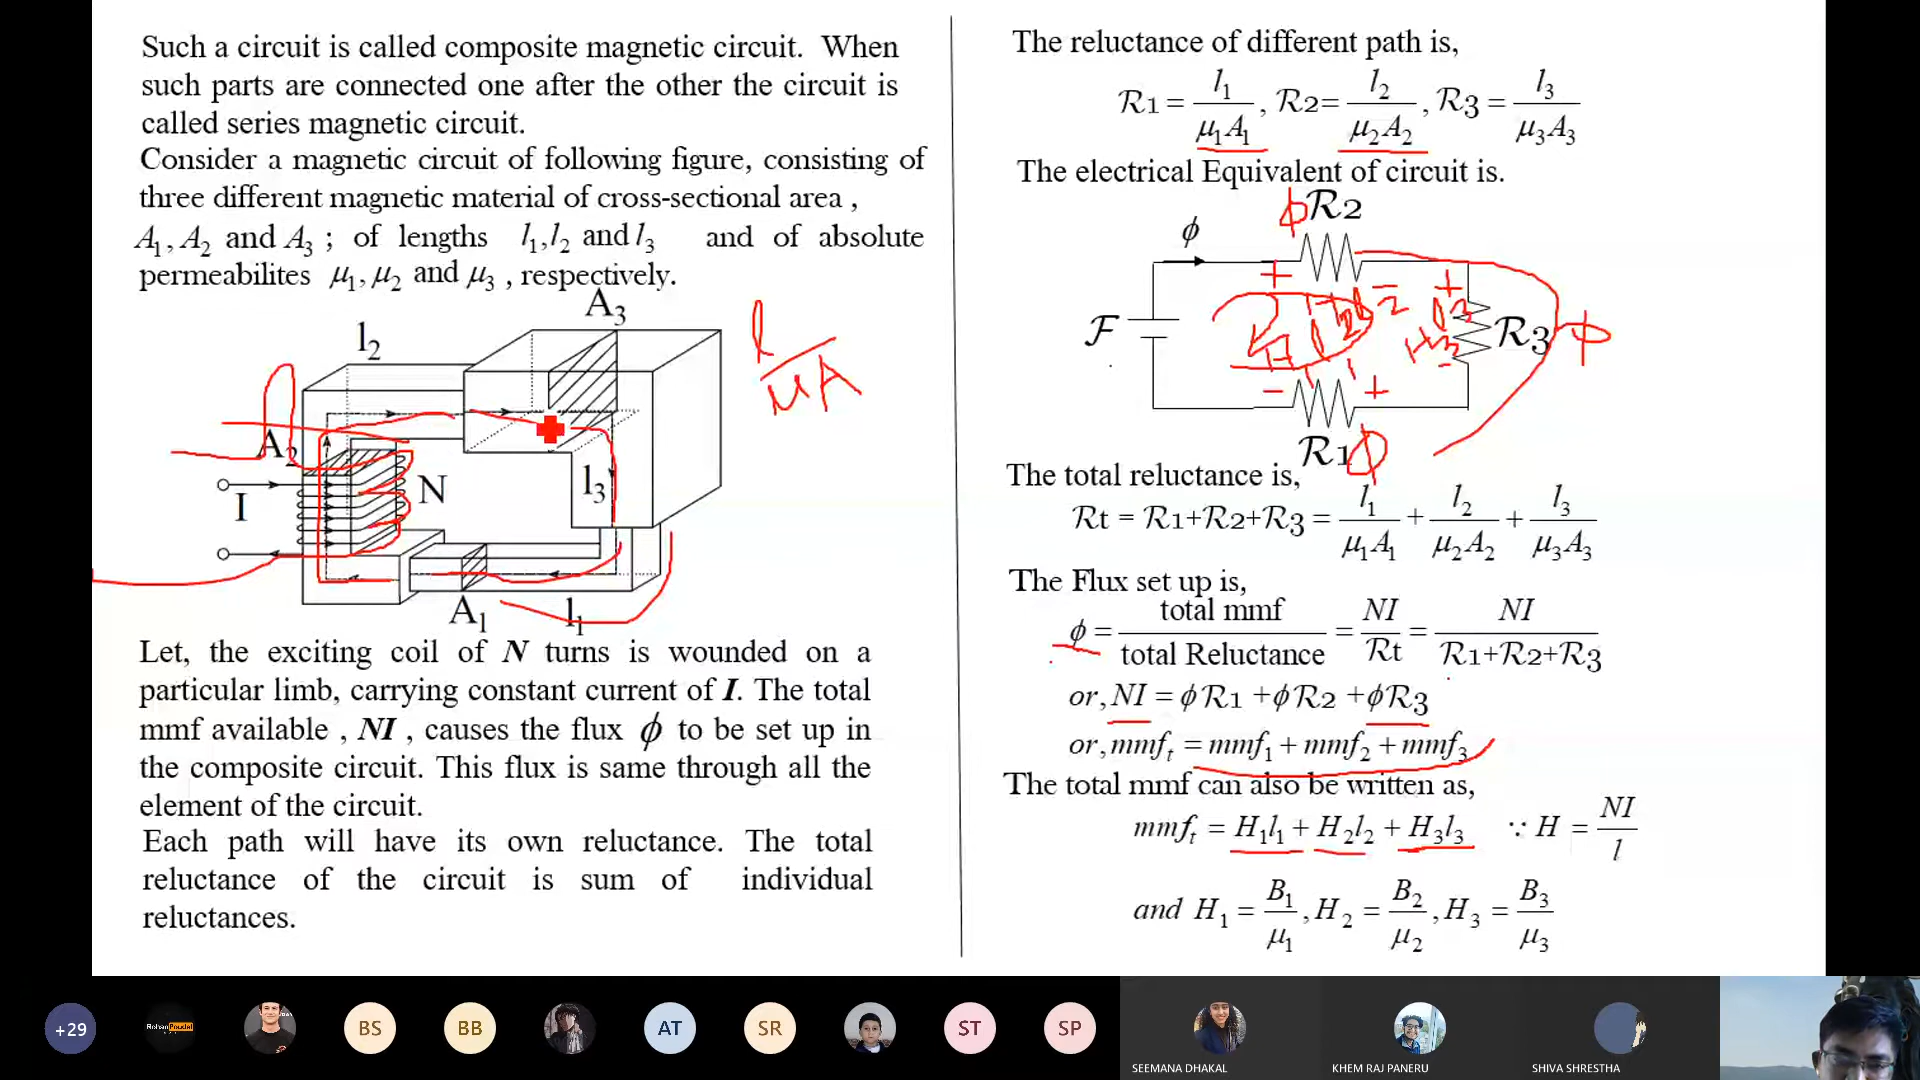 Such a circuit is called composite magnetic circuit. When
such parts are connected one after the other the circuit is
called series magnetic circuit.
Consider a magnetic circuit of following figure, consisting of
three different magnetic material of cross-sectional area ,
A₁, A₂ and A₃ ; of lengths l₁,l₂ and l₃ and of absolute
permeabilites μ₁, μ₂ and μ₃ , respectively.
A₃
l₂
l
μA
A₂
N
l₃
I
A₁
l₁
Let, the exciting coil of N turns is wounded on a
particular limb, carrying constant current of I. The total
mmf available , NI , causes the flux ϕ to be set up in
the composite circuit. This flux is same through all the
element of the circuit.
Each path will have its own reluctance. The total
reluctance of the circuit is sum of individual
reluctances.
The reluctance of different path is,
ℛ1 = l₁/μ₁A₁ , ℛ2= l₂/μ₂A₂ , ℛ3 = l₃/μ₃A₃
The electrical Equivalent of circuit is.
ϕ ℛ2
ϕ
+ − +
H₂l₂
H₃l₃
ℱ
ℛ3 ϕ
H₁l₁
− + −
ℛ1 ϕ
The total reluctance is,
ℛt = ℛ1+ℛ2+ℛ3 = l₁/μ₁A₁ + l₂/μ₂A₂ + l₃/μ₃A₃
The Flux set up is,
ϕ = total mmf/total Reluctance = NI/ℛt = NI/ℛ1+ℛ2+ℛ3
or, NI = ϕℛ1 +ϕℛ2 +ϕℛ3
or, mmfₜ = mmf₁ + mmf₂ + mmf₃
The total mmf can also be written as,
mmfₜ = H₁l₁ + H₂l₂ + H₃l₃ ∵ H = NI/l
and H₁ = B₁/μ₁ , H₂ = B₂/μ₂ , H₃ = B₃/μ₃
+29
RohanPoudel
BS
BB
AT
SR
ST
SP
SEEMANA DHAKAL
KHEM RAJ PANERU
SHIVA SHRESTHA